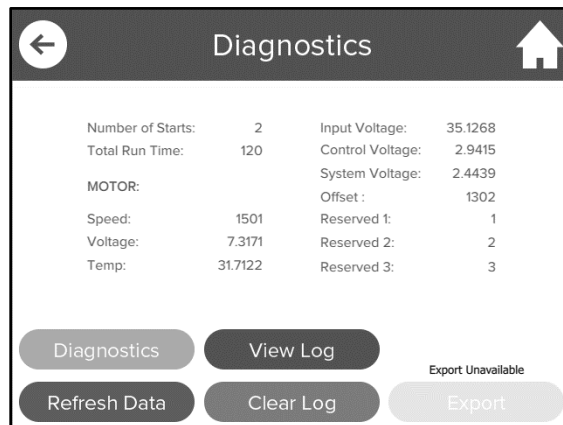 Diagnostics
Number of Starts: 2
Total Run Time: 120
MOTOR:
Speed: 1501
Voltage: 7.3171
Temp: 31.7122
Input Voltage: 35.1268
Control Voltage: 2.9415
System Voltage: 2.4439
Offset : 1302
Reserved 1: 1
Reserved 2: 2
Reserved 3: 3
Diagnostics
View Log
Export Unavailable
Refresh Data
Clear Log
Export